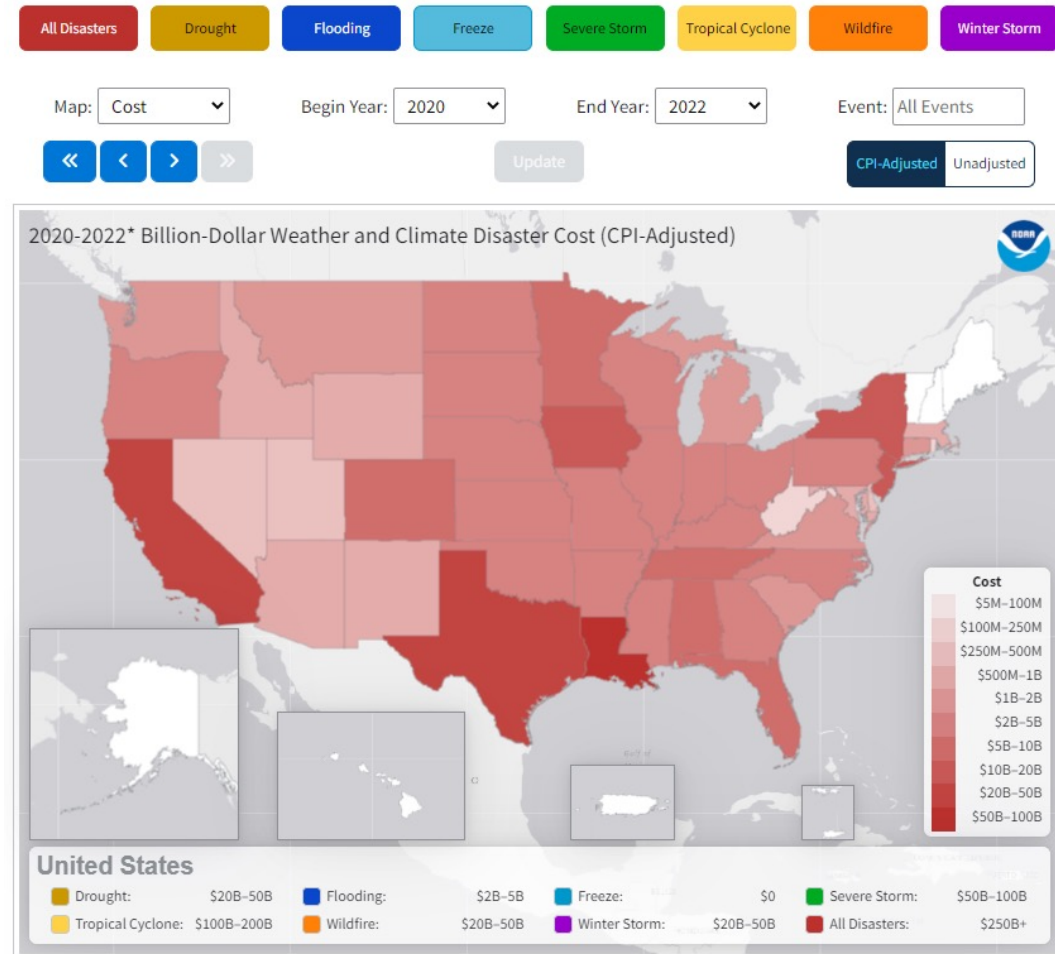 All Disasters Drought Flooding Freeze Severe Storm Tropical Cyclone Wildfire Winter Storm
Map: Cost Begin Year: 2020 End Year: 2022 Event: All Events
« ‹ › » Update CPI-Adjusted Unadjusted
2020-2022* Billion-Dollar Weather and Climate Disaster Cost (CPI-Adjusted)
NOAA
Cost
$5M–100M
$100M–250M
$250M–500M
$500M–1B
$1B–2B
$2B–5B
$5B–10B
$10B–20B
$20B–50B
$50B–100B
Gulf of
United States
Drought: $20B–50B Flooding: $2B–5B Freeze: $0 Severe Storm: $50B–100B
Tropical Cyclone: $100B–200B Wildfire: $20B–50B Winter Storm: $20B–50B All Disasters: $250B+